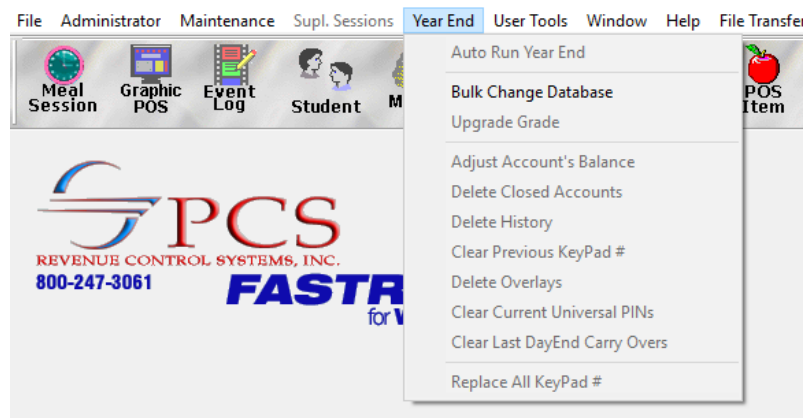 File Administrator Maintenance Supl. Sessions Year End User Tools Window Help File Transfer
Meal Session
Graphic POS
Event Log
Student
POS Item
Auto Run Year End
Bulk Change Database
Upgrade Grade
Adjust Account's Balance
Delete Closed Accounts
Delete History
Clear Previous KeyPad #
Delete Overlays
Clear Current Universal PINs
Clear Last DayEnd Carry Overs
Replace All KeyPad #
PCS
REVENUE CONTROL SYSTEMS, INC.
800-247-3061
FASTR
for